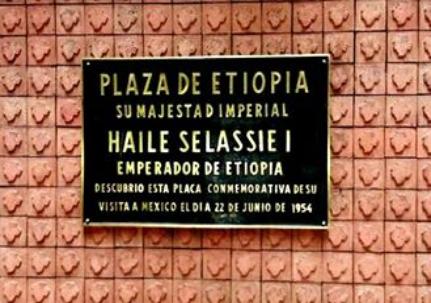 PLAZA DE ETIOPIA
SU MAJESTAD IMPERIAL
HAILE SELASSIE I
EMPERADOR DE ETIOPIA
DESCUBRIO ESTA PLACA CONMEMORATIVA DE SU
VISITA A MEXICO EL DIA 22 DE JUNIO DE 1954